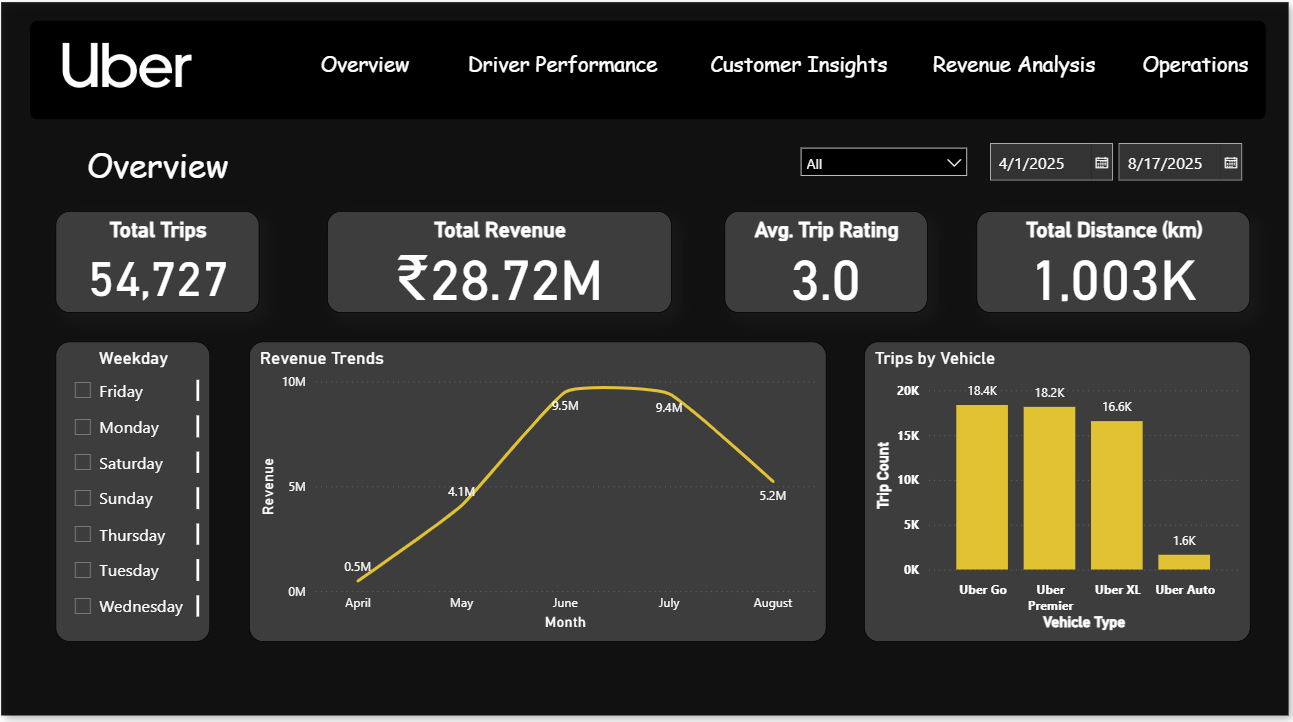 Uber
Overview
Driver Performance
Customer Insights
Revenue Analysis
Operations
Overview
All
4/1/2025
8/17/2025
Total Trips
54,727
Total Revenue
₹28.72M
Avg. Trip Rating
3.0
Total Distance (km)
1,003K
Weekday
Friday
Monday
Saturday
Sunday
Thursday
Tuesday
Wednesday
Revenue Trends
Revenue
10M
5M
0M
0.5M
4.1M
9.5M
9.4M
5.2M
April
May
June
July
August
Month
Trips by Vehicle
Trip Count
20K
15K
10K
5K
0K
18.4K
18.2K
16.6K
1.6K
Uber Go
Uber
Premier
Uber XL
Uber Auto
Vehicle Type